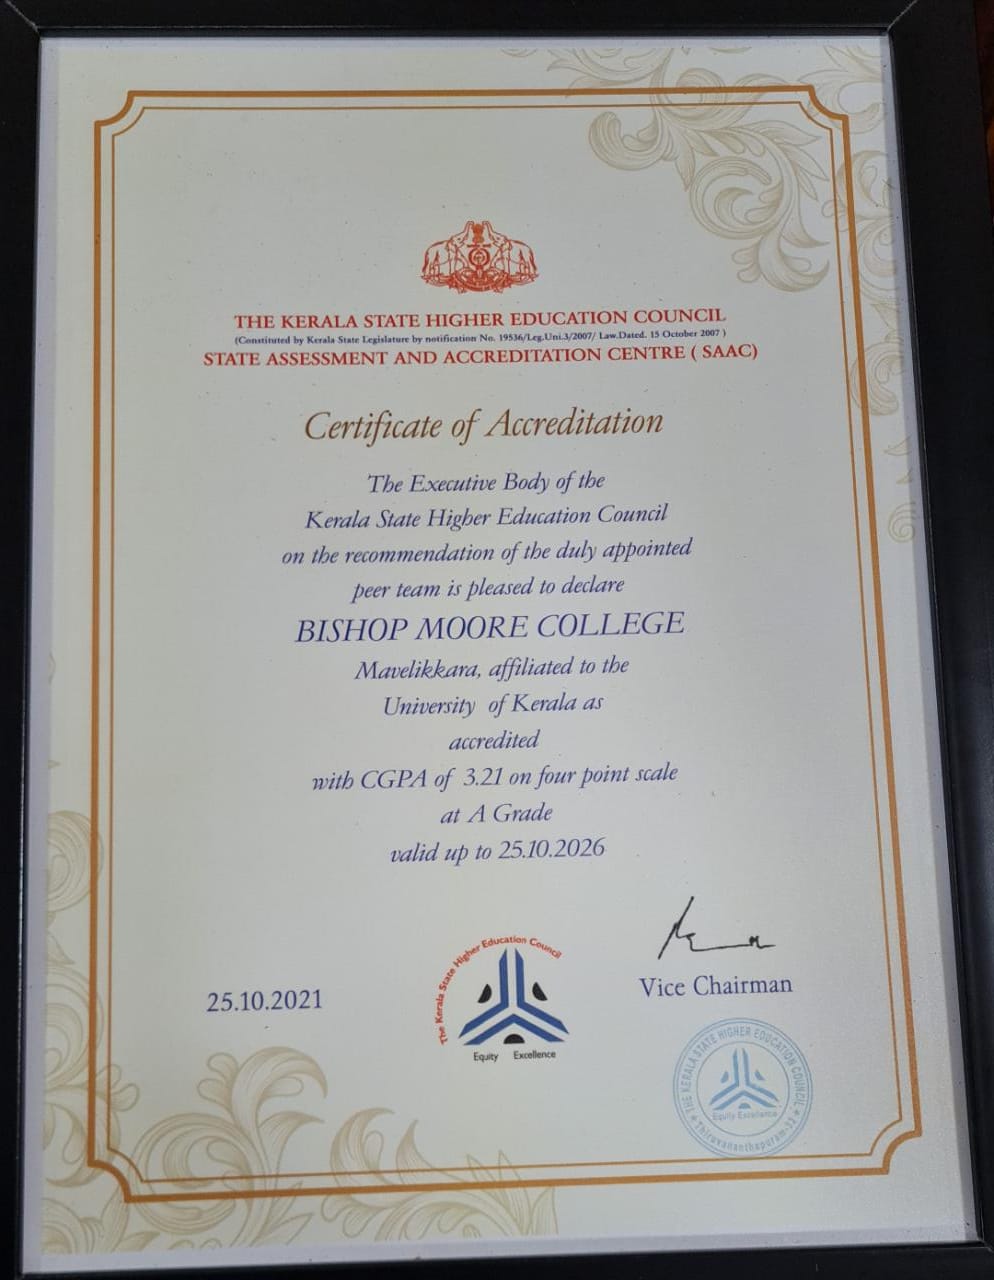 THE KERALA STATE HIGHER EDUCATION COUNCIL
(Constituted by Kerala State Legislature by notification No. 19536/Leg.Uni.3/2007/ Law.Dated. 15 October 2007 )
STATE ASSESSMENT AND ACCREDITATION CENTRE ( SAAC)
Certificate of Accreditation
The Executive Body of the
Kerala State Higher Education Council
on the recommendation of the duly appointed
peer team is pleased to declare
BISHOP MOORE COLLEGE
Mavelikkara, affiliated to the
University of Kerala as
accredited
with CGPA of 3.21 on four point scale
at A Grade
valid up to 25.10.2026
25.10.2021
The Kerala State Higher Education Council
Equity Excellence
Vice Chairman
THE KERALA STATE HIGHER EDUCATION COUNCIL
Equity Excellence
Thiruvananthapuram-33